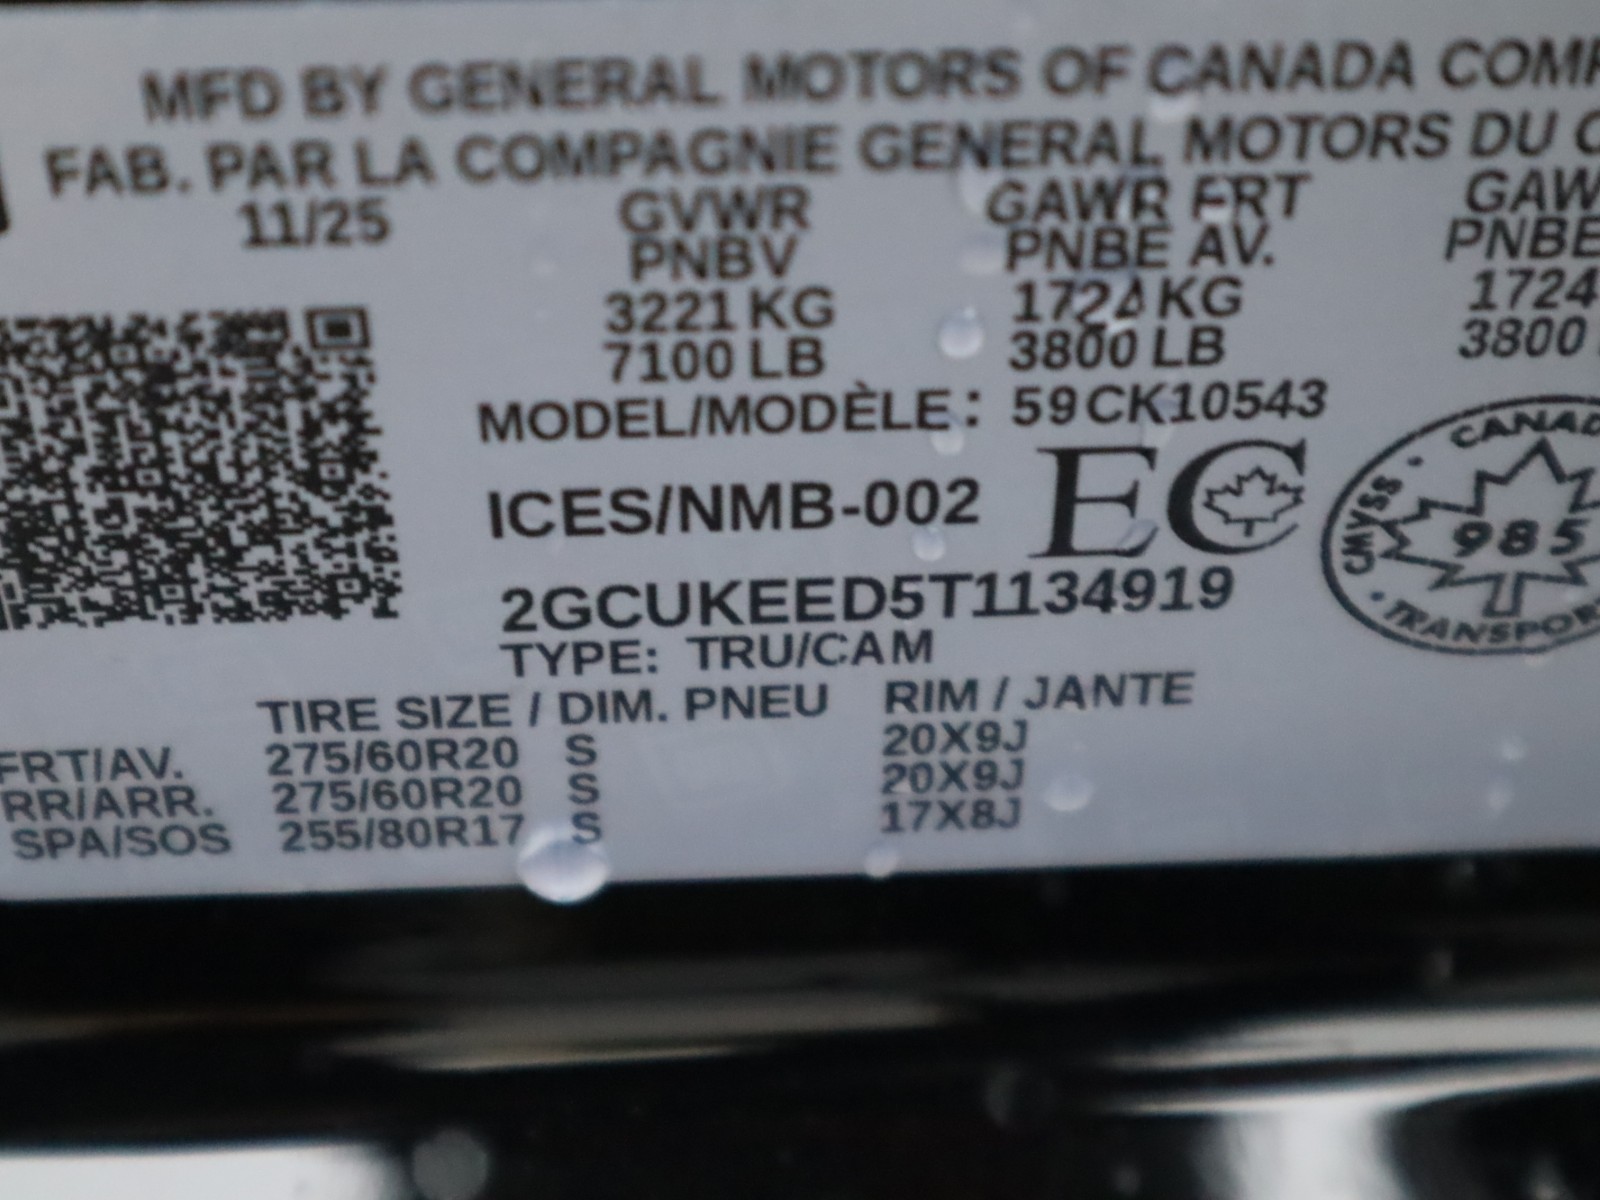 MFD BY GENERAL MOTORS OF CANADA COMP
FAB. PAR LA COMPAGNIE GENERAL MOTORS DU C
11/25
GVWR GAWR FRT GAW
PNBV PNBE AV. PNBE
3221 KG 1724 KG 1724
7100 LB 3800 LB 3800
MODEL/MODÈLE: 59CK10543
ICES/NMB-002 EC
CANAD
CMVSS
985
TRANSPOR
2GCUKEED5T1134919
TYPE: TRU/CAM
TIRE SIZE / DIM. PNEU RIM / JANTE
FRT/AV. 275/60R20 S 20X9J
RR/ARR. 275/60R20 S 20X9J
SPA/SOS 255/80R17 S 17X8J